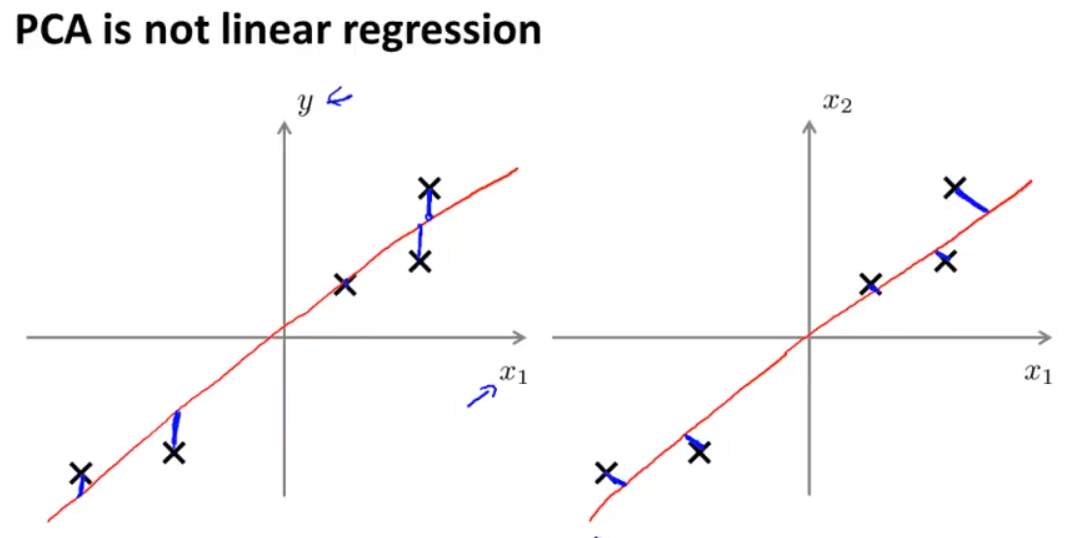 PCA is not linear regression
y
x₂
x₁
x₁